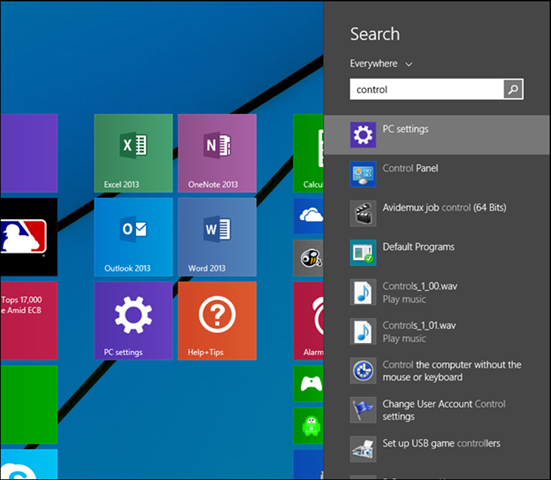 Search
Everywhere
control
PC settings
Control Panel
Avidemux job control (64 Bits)
Default Programs
Controls_1_00.wav
Play music
Controls_1_01.wav
Play music
Control the computer without the
mouse or keyboard
Change User Account Control
settings
Set up USB game controllers
Excel 2013
OneNote 2013
Calcul
Outlook 2013
Word 2013
Tops 17,000
e Amid ECB
PC settings
Help+Tips
Alarm